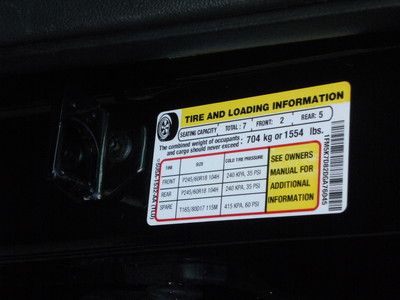 TIRE AND LOADING INFORMATION
SEATING CAPACITY TOTAL: 7 FRONT: 2 REAR: 5
The combined weight of occupants and cargo should never exceed: 704 kg or 1554 lbs.
TIRE SIZE COLD TIRE PRESSURE
FRONT P245/60R18 104H 240 KPA, 35 PSI
REAR P245/60R18 104H 240 KPA, 35 PSI
SPARE T165/80D17 115M 415 KPA, 60 PSI
SEE OWNERS
MANUAL FOR
ADDITIONAL
INFORMATION